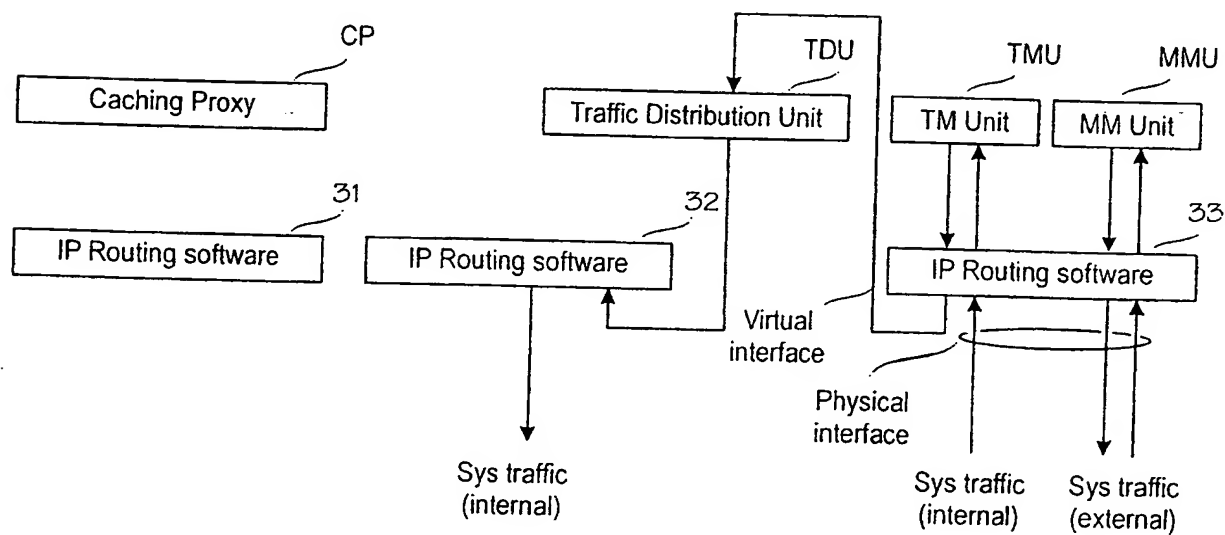 CP
TDU
TMU
MMU
Caching Proxy
Traffic Distribution Unit
TM Unit
MM Unit
31
32
33
IP Routing software
IP Routing software
IP Routing software
Virtual
interface
Physical
interface
Sys traffic
(internal)
Sys traffic
(internal)
Sys traffic
(external)